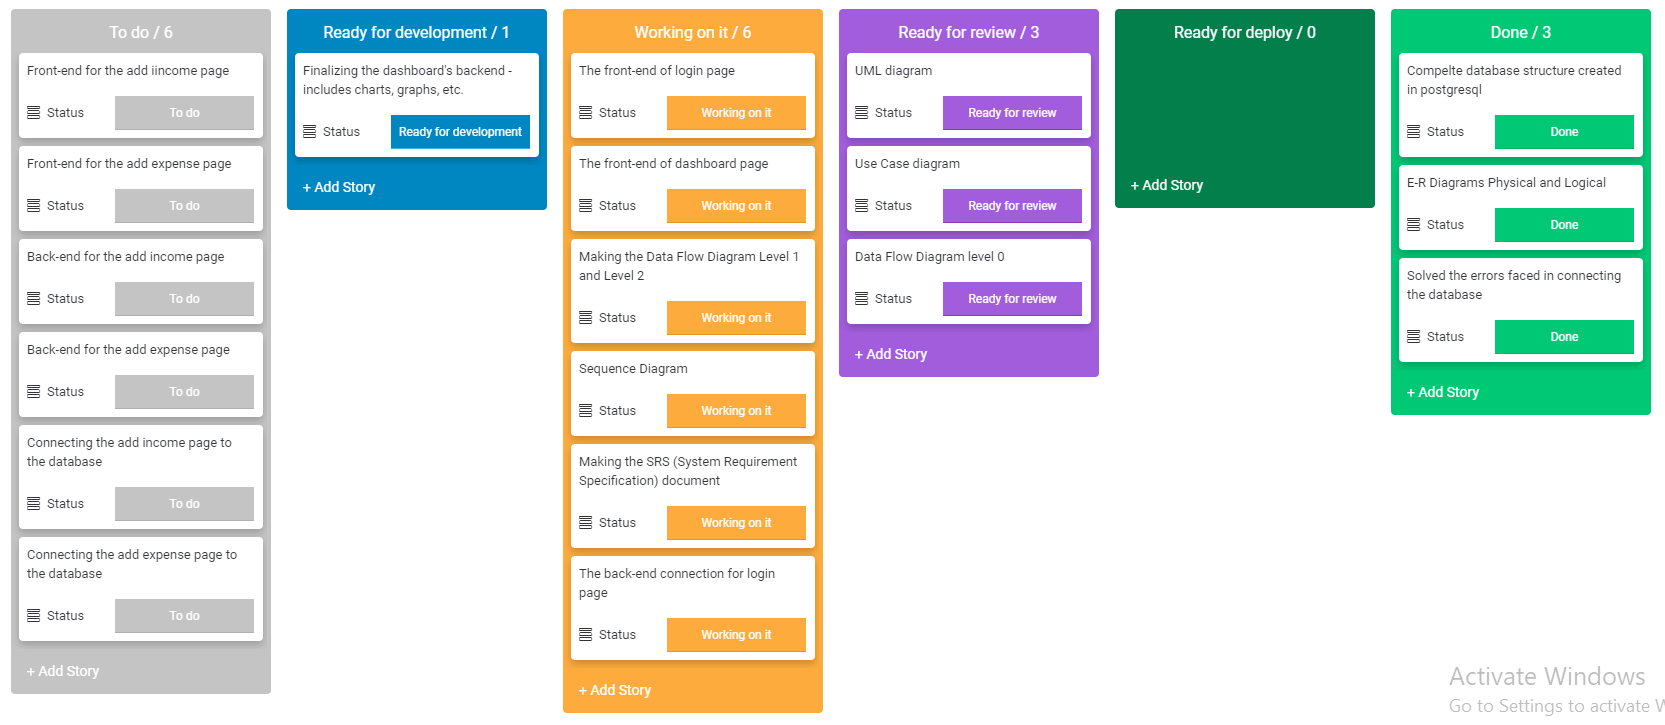 To do / 6
Front-end for the add iincome page
Status
To do
Front-end for the add expense page
Status
To do
Back-end for the add income page
Status
To do
Back-end for the add expense page
Status
To do
Connecting the add income page to
the database
Status
To do
Connecting the add expense page to
the database
Status
To do
+ Add Story
Ready for development / 1
Finalizing the dashboard's backend -
includes charts, graphs, etc.
Status
Ready for development
+ Add Story
Working on it / 6
The front-end of login page
Status
Working on it
The front-end of dashboard page
Status
Working on it
Making the Data Flow Diagram Level 1
and Level 2
Status
Working on it
Sequence Diagram
Status
Working on it
Making the SRS (System Requirement
Specification) document
Status
Working on it
The back-end connection for login
page
Status
Working on it
+ Add Story
Ready for review / 3
UML diagram
Status
Ready for review
Use Case diagram
Status
Ready for review
Data Flow Diagram level 0
Status
Ready for review
+ Add Story
Ready for deploy / 0
+ Add Story
Done / 3
Compelte database structure created
in postgresql
Status
Done
E-R Diagrams Physical and Logical
Status
Done
Solved the errors faced in connecting
the database
Status
Done
+ Add Story
Activate Windows
Go to Settings to activate W